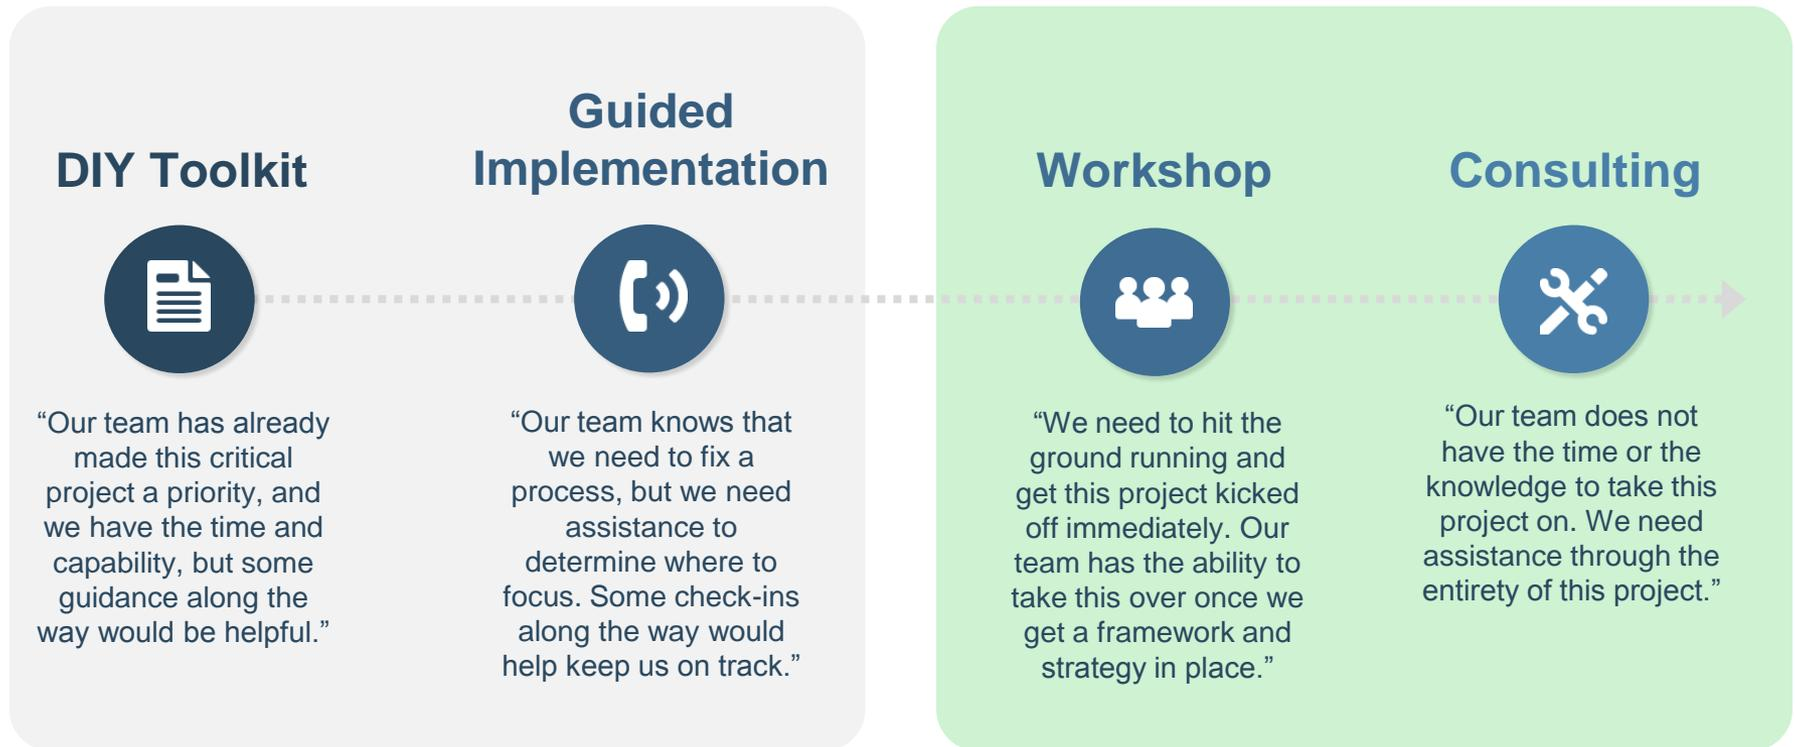 DIY Toolkit
“Our team has already
made this critical
project a priority, and
we have the time and
capability, but some
guidance along the
way would be helpful.”
Guided
Implementation
“Our team knows that
we need to fix a
process, but we need
assistance to
determine where to
focus. Some check-ins
along the way would
help keep us on track.”
Workshop
“We need to hit the
ground running and
get this project kicked
off immediately. Our
team has the ability to
take this over once we
get a framework and
strategy in place.”
Consulting
“Our team does not
have the time or the
knowledge to take this
project on. We need
assistance through the
entirety of this project.”